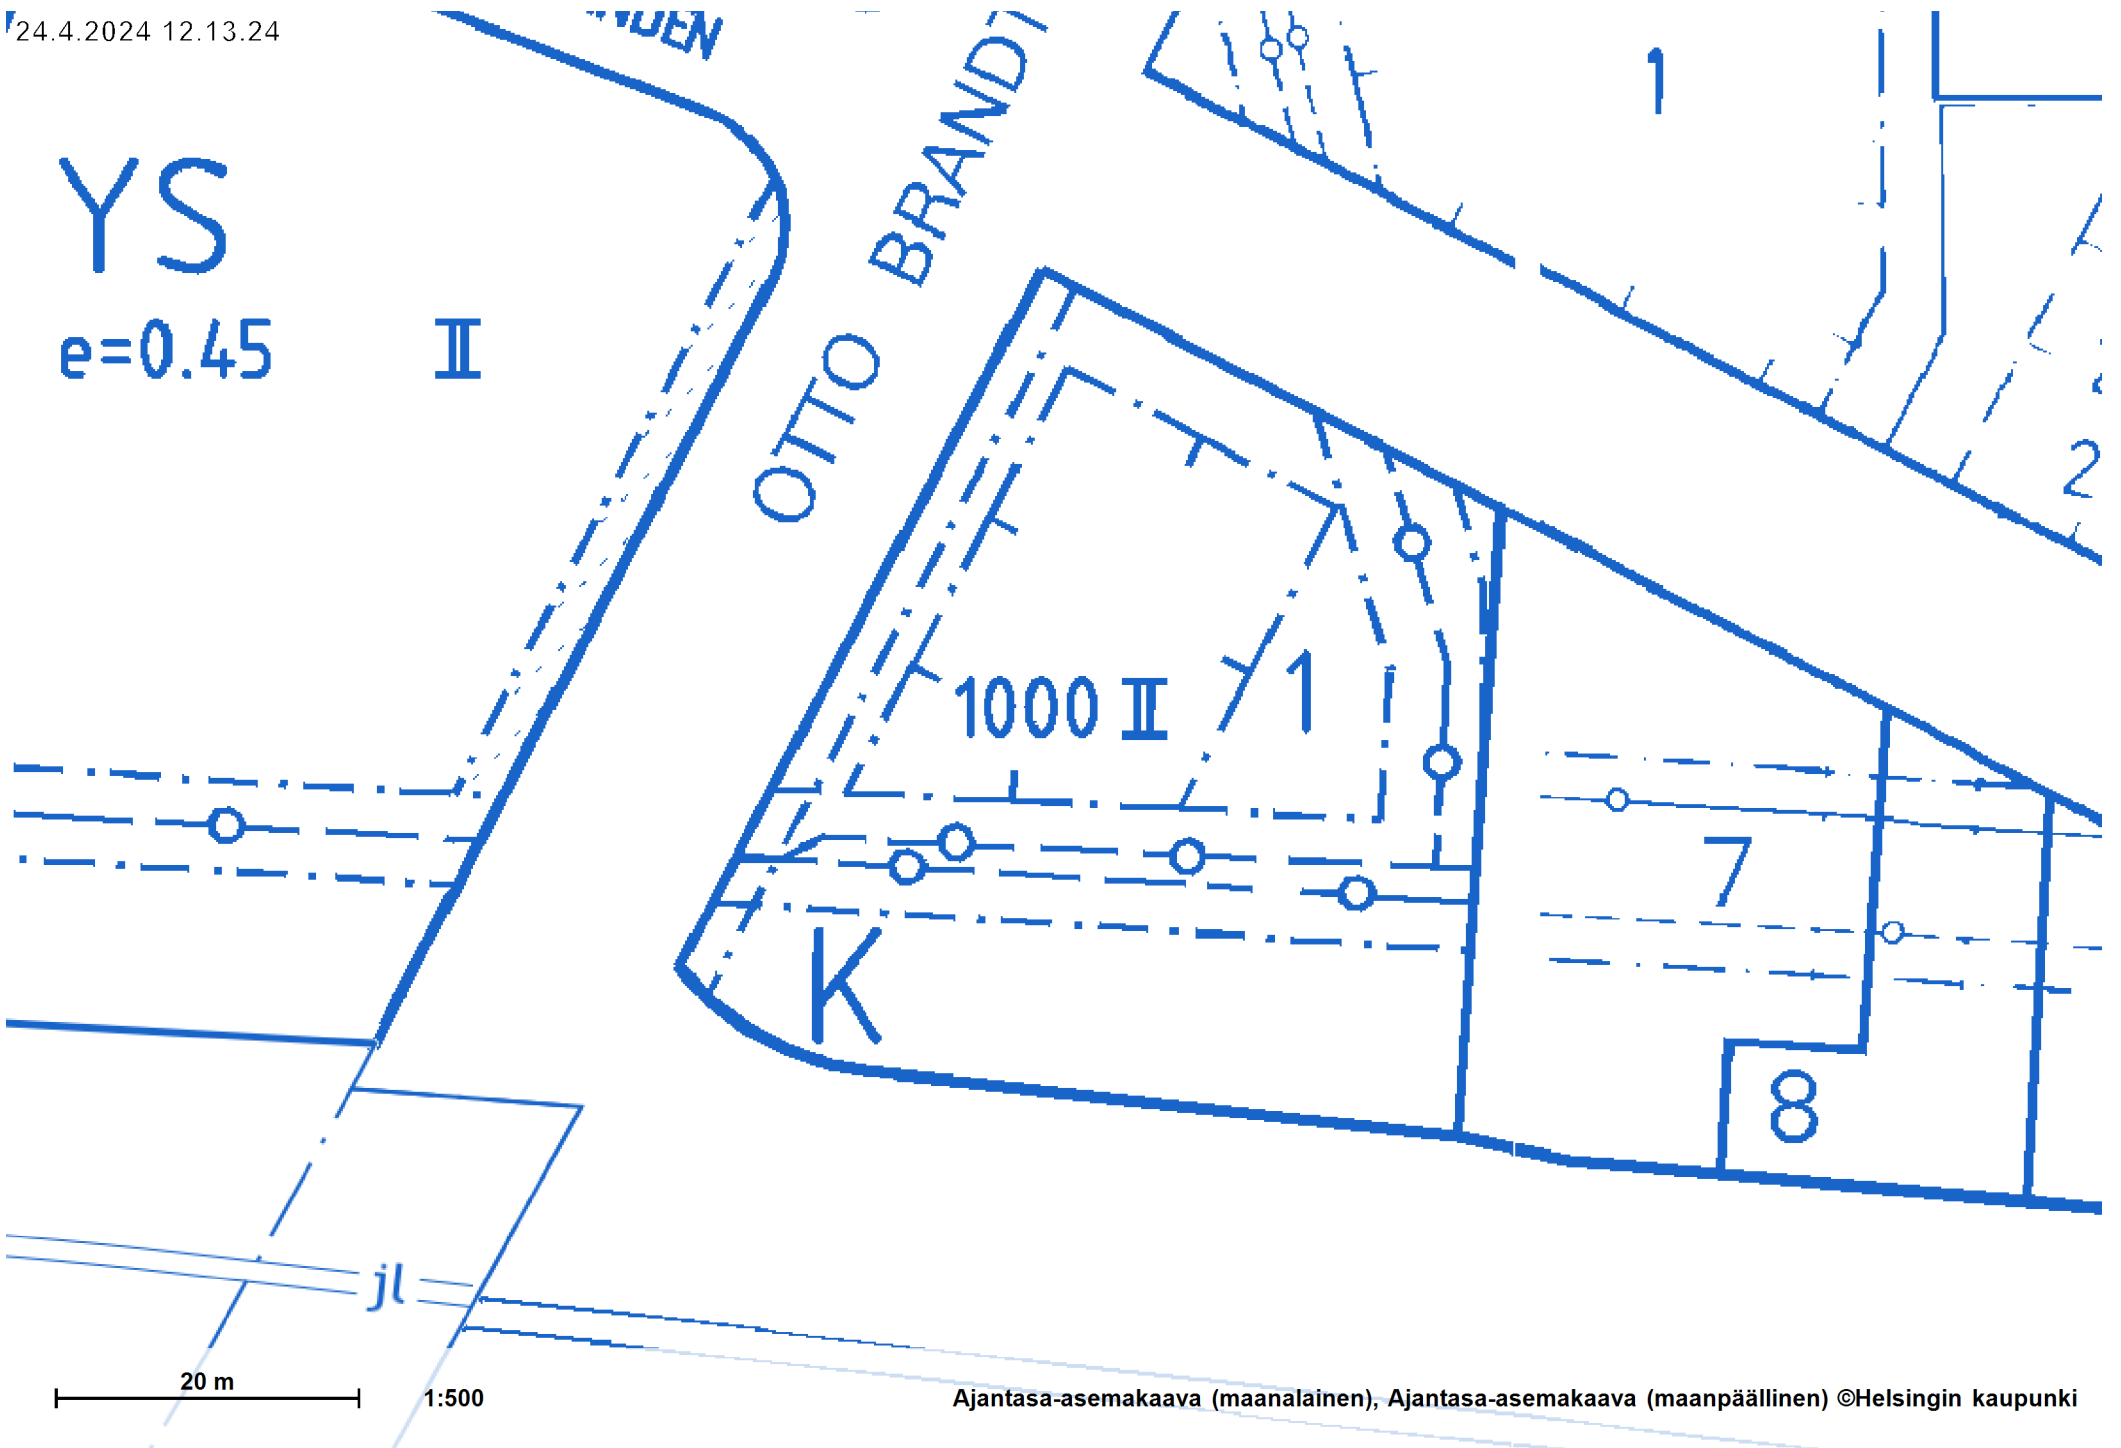 24.4.2024 12.13.24
NDEN
OTTO BRANDT
1
YS
e=0.45 II
2
1000 II 1
7
K
8
jl
20 m
1:500
Ajantasa-asemakaava (maanalainen), Ajantasa-asemakaava (maanpäällinen) ©Helsingin kaupunki